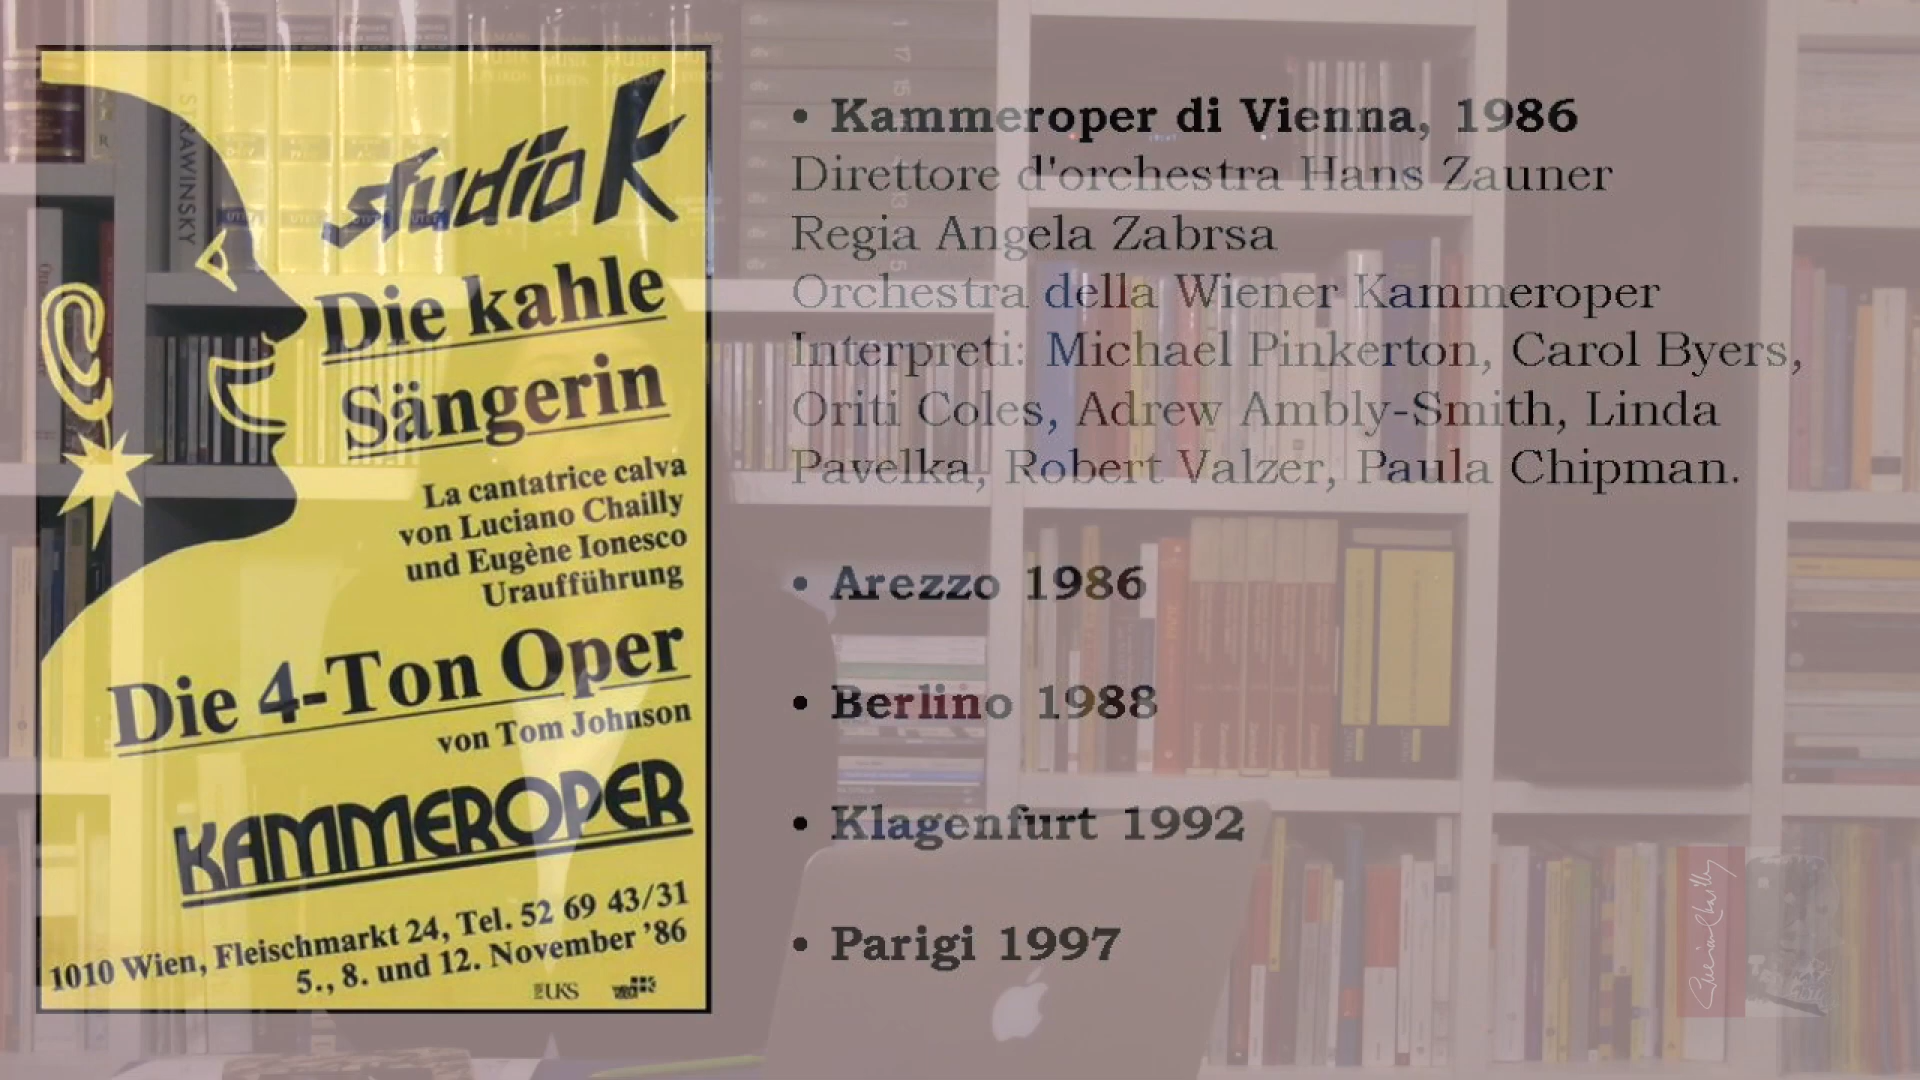 studio K
Die kahle
Sängerin
La cantatrice calva
von Luciano Chailly
und Eugène Ionesco
Uraufführung
Die 4-Ton Oper
von Tom Johnson
KAMMEROPER
1010 Wien, Fleischmarkt 24, Tel. 52 69 43/31
5., 8. und 12. November ’86
• Kammeroper di Vienna, 1986
Direttore d'orchestra Hans Zauner
Regia Angela Zabrsa
Orchestra della Wiener Kammeroper
Interpreti: Michael Pinkerton, Carol Byers,
Oriti Coles, Adrew Ambly-Smith, Linda
Pavelka, Robert Valzer, Paula Chipman.
• Arezzo 1986
• Berlino 1988
• Klagenfurt 1992
• Parigi 1997
STRAWINSKY
Luciano Chailly